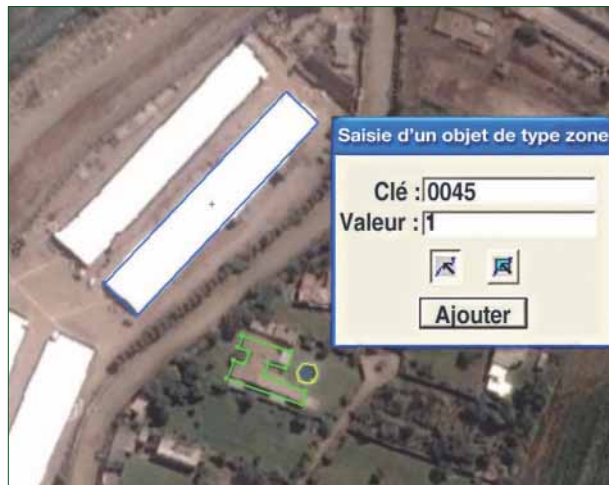 Saisie d'un objet de type zone
Clé : 0045
Valeur : 1
Ajouter